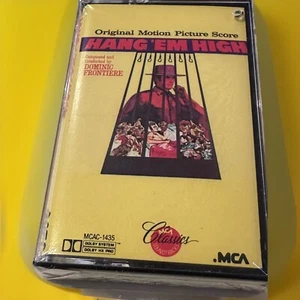 Original Motion Picture Score
HANG 'EM HIGH
Composed and
Conducted by
DOMINIC
FRONTIERE
MCAC-1435
DOLBY SYSTEM
DOLBY HX PRO
MCA
Classics
.MCA